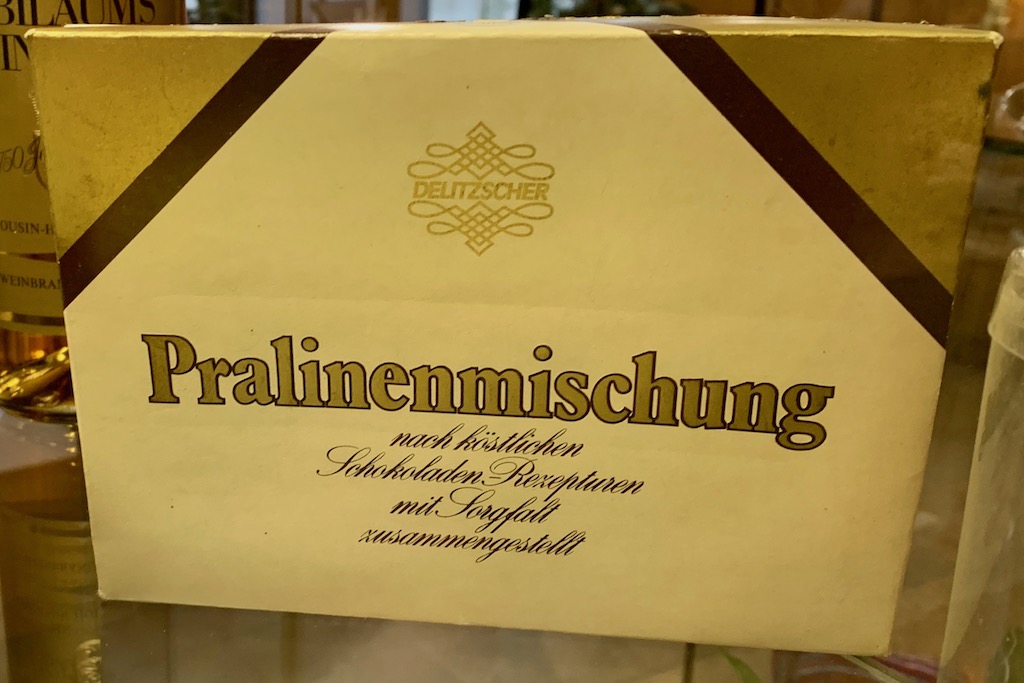 DELITZSCHER
Pralinenmischung
nach köstlichen
Schokoladen-Rezepturen
mit Sorgfalt
zusammengestellt